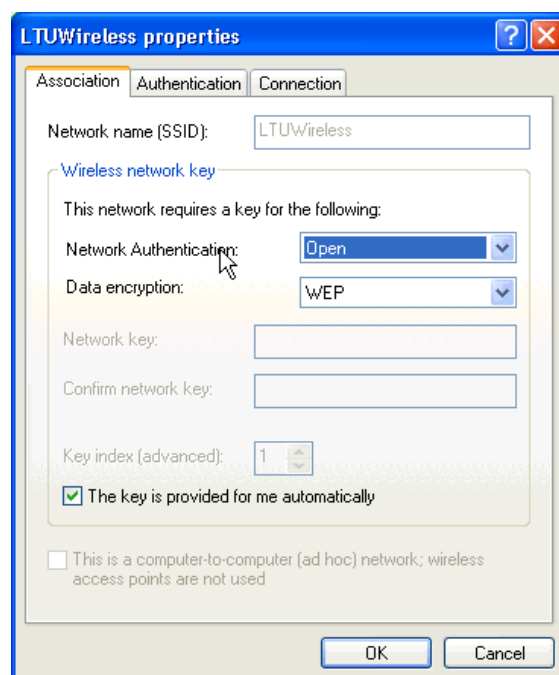 LTUWireless properties
Association Authentication Connection
Network name (SSID): LTUWireless
Wireless network key
This network requires a key for the following:
Network Authentication: Open
Data encryption: WEP
Network key:
Confirm network key:
Key index (advanced): 1
The key is provided for me automatically
This is a computer-to-computer (ad hoc) network; wireless
access points are not used
OK Cancel